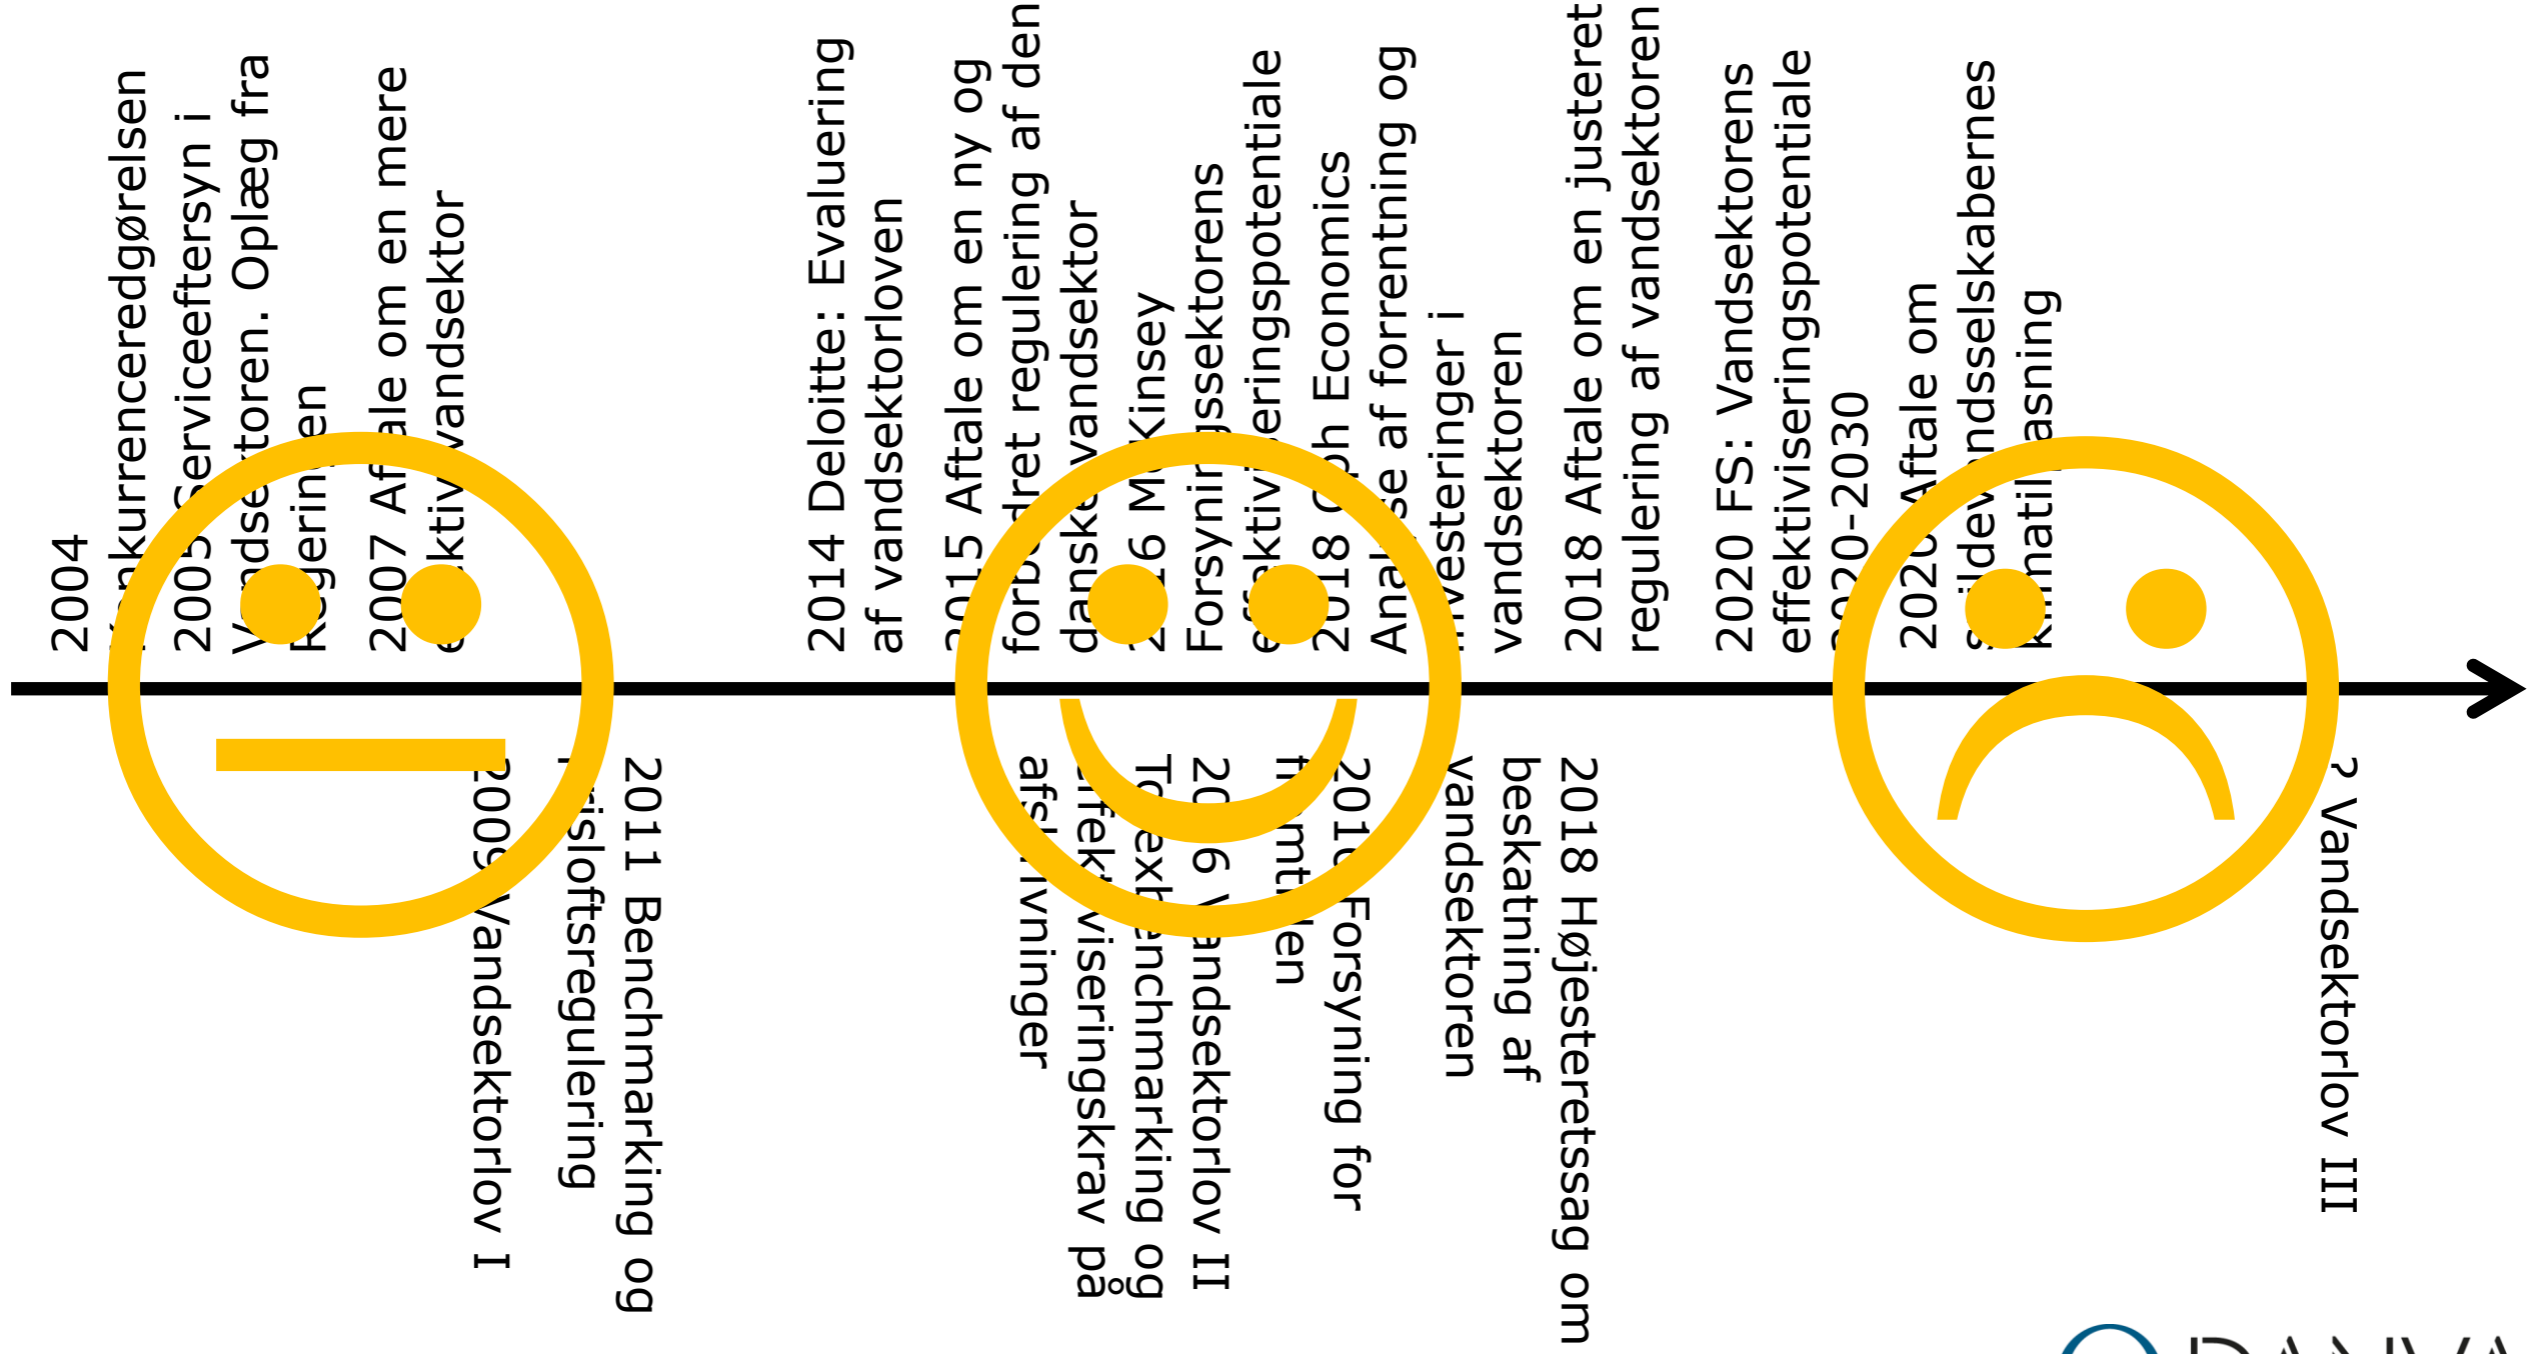 2004
Konkurrenceredgørelsen
2005 Serviceeftersyn i
Vandsektoren. Oplæg fra
Regeringen
2007 Aftale om en mere
effektiv vandsektor
2014 Deloitte: Evaluering
af vandsektorloven
2015 Aftale om en ny og
forbedret regulering af den
danske vandsektor
2016 McKinsey
Forsyningssektorens
effektiviseringspotentiale
2018 Cph Economics
Analyse af forrentning og
investeringer i
vandsektoren
2018 Aftale om en justeret
regulering af vandsektoren
2020 FS: Vandsektorens
effektiviseringspotentiale
2020-2030
2020 Aftale om
spildevandsselskabernes
klimatilpasning
2009 Vandsektorlov I
2011 Benchmarking og
prisloftsregulering
2016 Vandsektorlov II
Totexbenchmarking og
effektiviseringskrav på
afskrivninger
2016 Forsyning for
fremtiden
2018 Højesteretssag om
beskatning af
vandsektoren
? Vandsektorlov III
DANVA